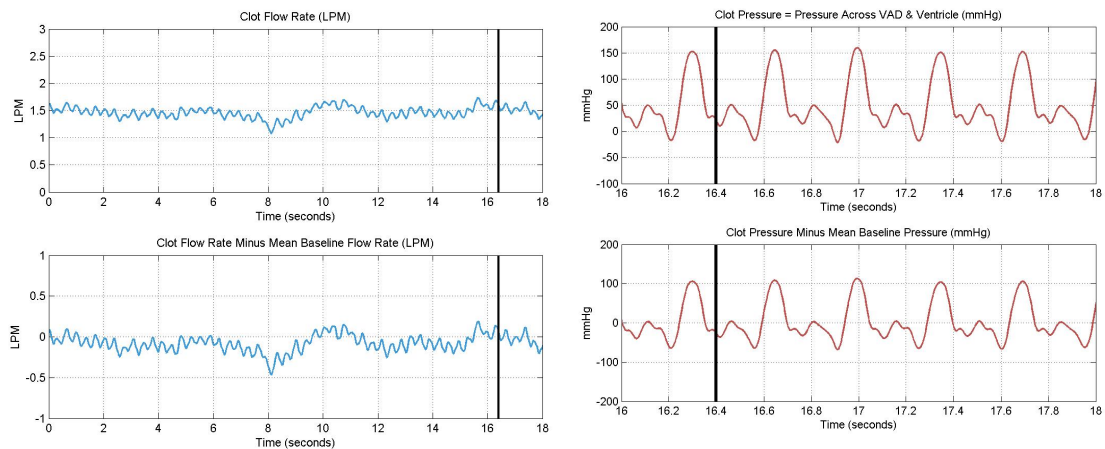 Clot Flow Rate (LPM)
3
2.5
2
1.5
1
0.5
0
LPM
0 2 4 6 8 10 12 14 16 18
Time (seconds)
Clot Flow Rate Minus Mean Baseline Flow Rate (LPM)
1
0.5
0
-0.5
-1
LPM
0 2 4 6 8 10 12 14 16 18
Time (seconds)
Clot Pressure = Pressure Across VAD & Ventricle (mmHg)
200
150
100
50
0
-50
-100
mmHg
16 16.2 16.4 16.6 16.8 17 17.2 17.4 17.6 17.8 18
Time (seconds)
Clot Pressure Minus Mean Baseline Pressure (mmHg)
200
100
0
-100
-200
mmHg
16 16.2 16.4 16.6 16.8 17 17.2 17.4 17.6 17.8 18
Time (seconds)